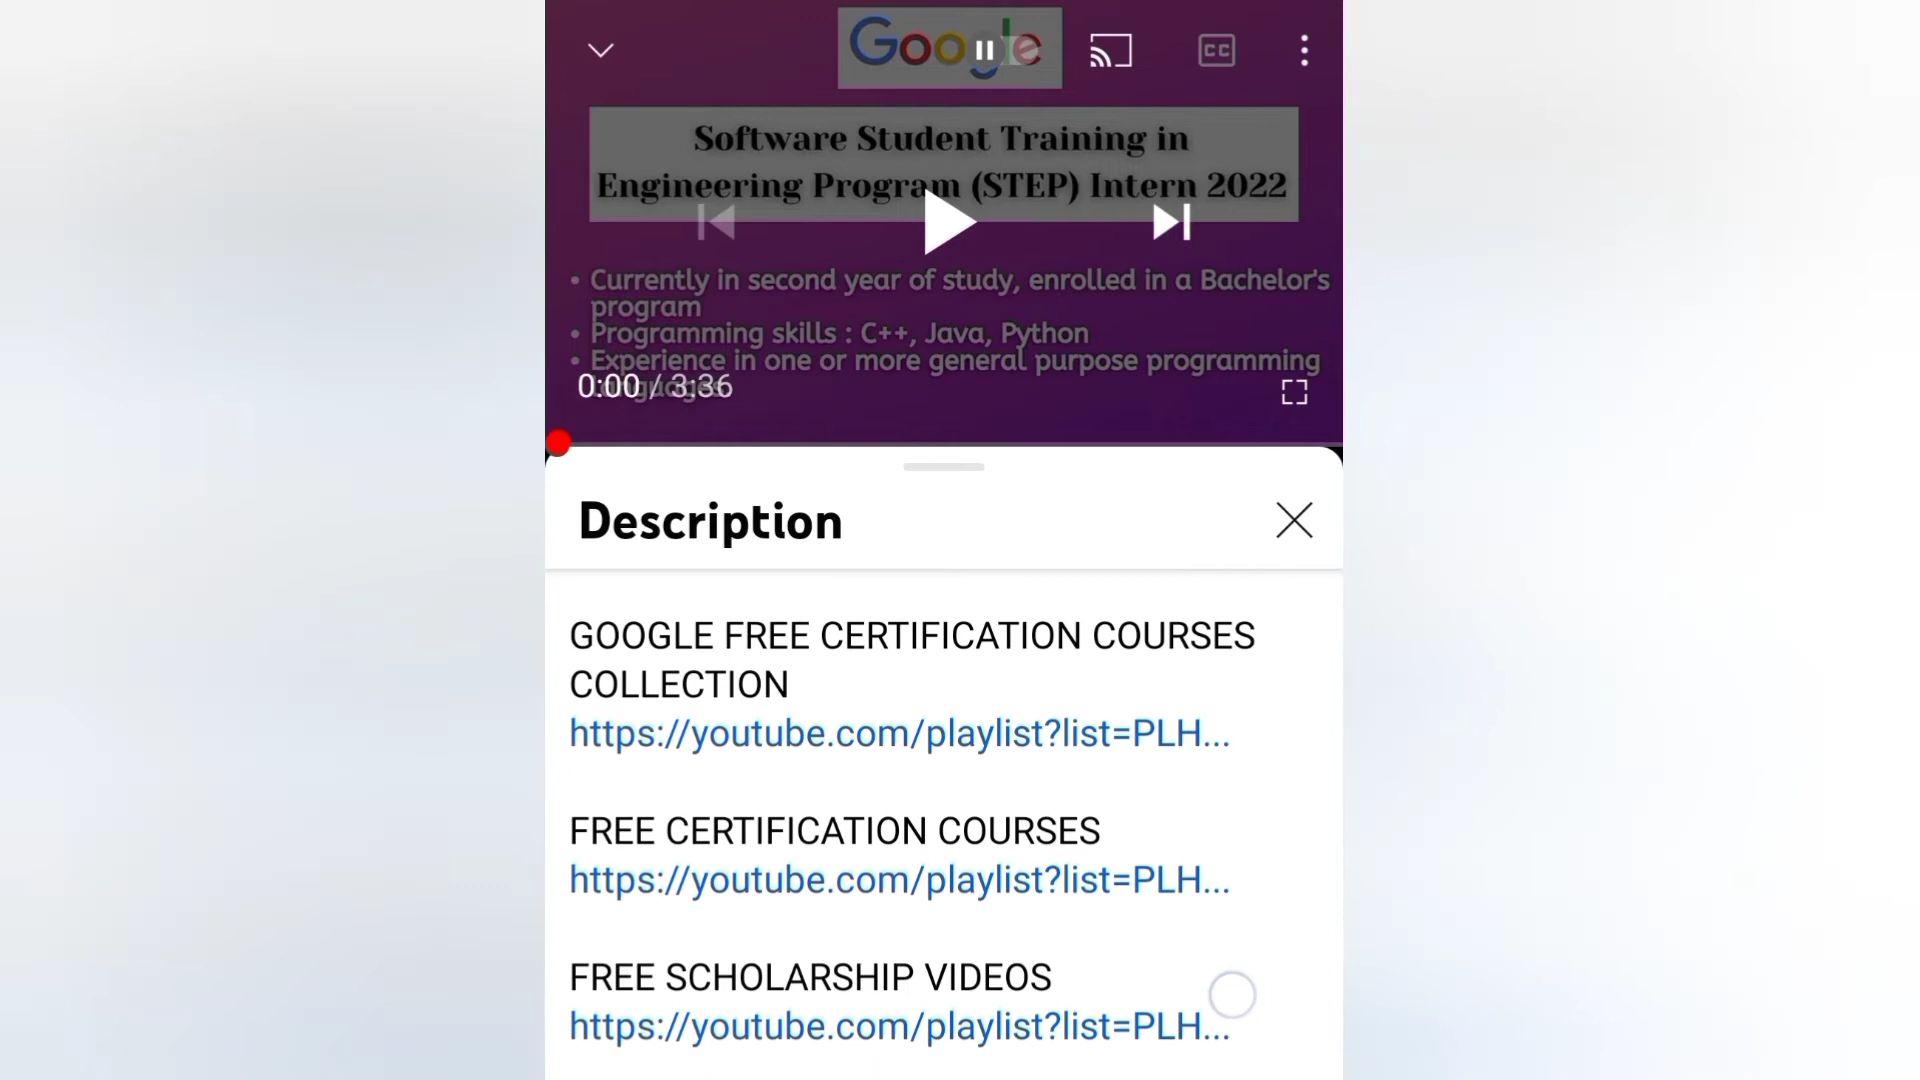 Google
CC
Software Student Training in
Engineering Program (STEP) Intern 2022
• Currently in second year of study, enrolled in a Bachelor's
program
• Programming skills : C++, Java, Python
• Experience in one or more general purpose programming
languages
0:00 / 3:36
Description
GOOGLE FREE CERTIFICATION COURSES
COLLECTION
https://youtube.com/playlist?list=PLH...
FREE CERTIFICATION COURSES
https://youtube.com/playlist?list=PLH...
FREE SCHOLARSHIP VIDEOS
https://youtube.com/playlist?list=PLH...